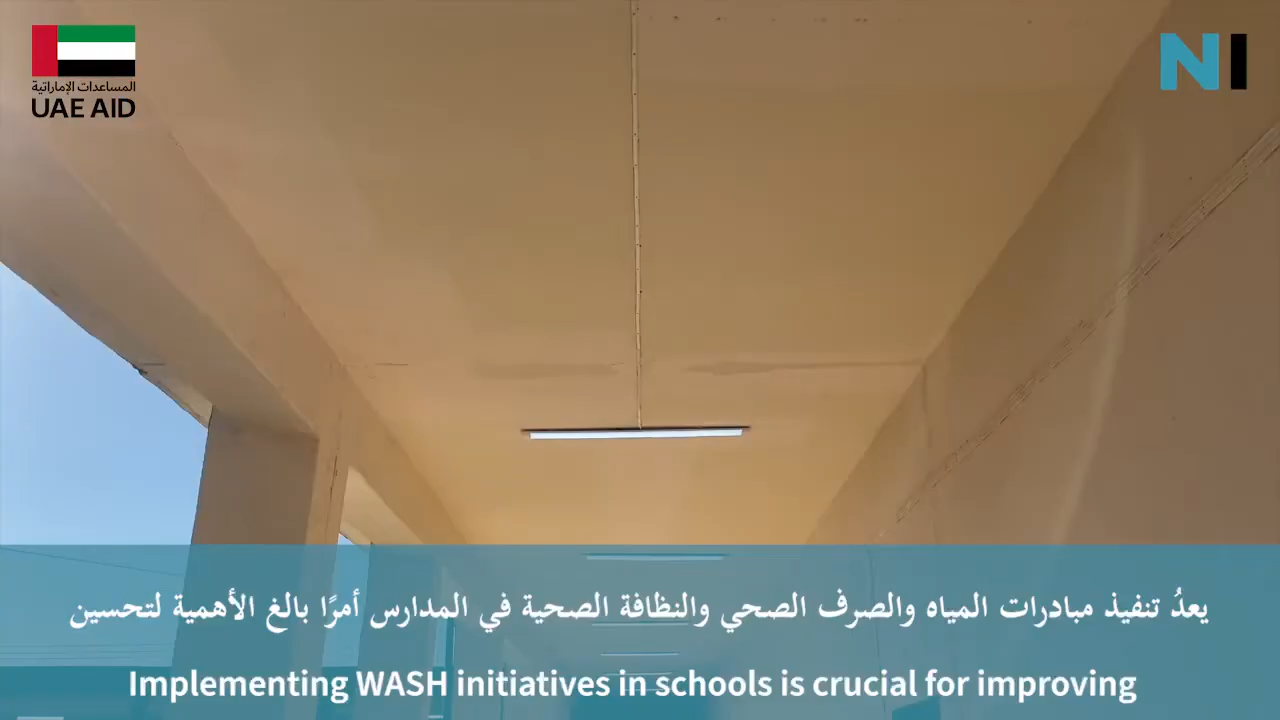 المساعدات الإماراتية
UAE AID
NI
يعدُ تنفيذ مبادرات المياه والصرف الصحي والنظافة الصحية في المدارس أمرًا بالغ الأهمية لتحسين
Implementing WASH initiatives in schools is crucial for improving